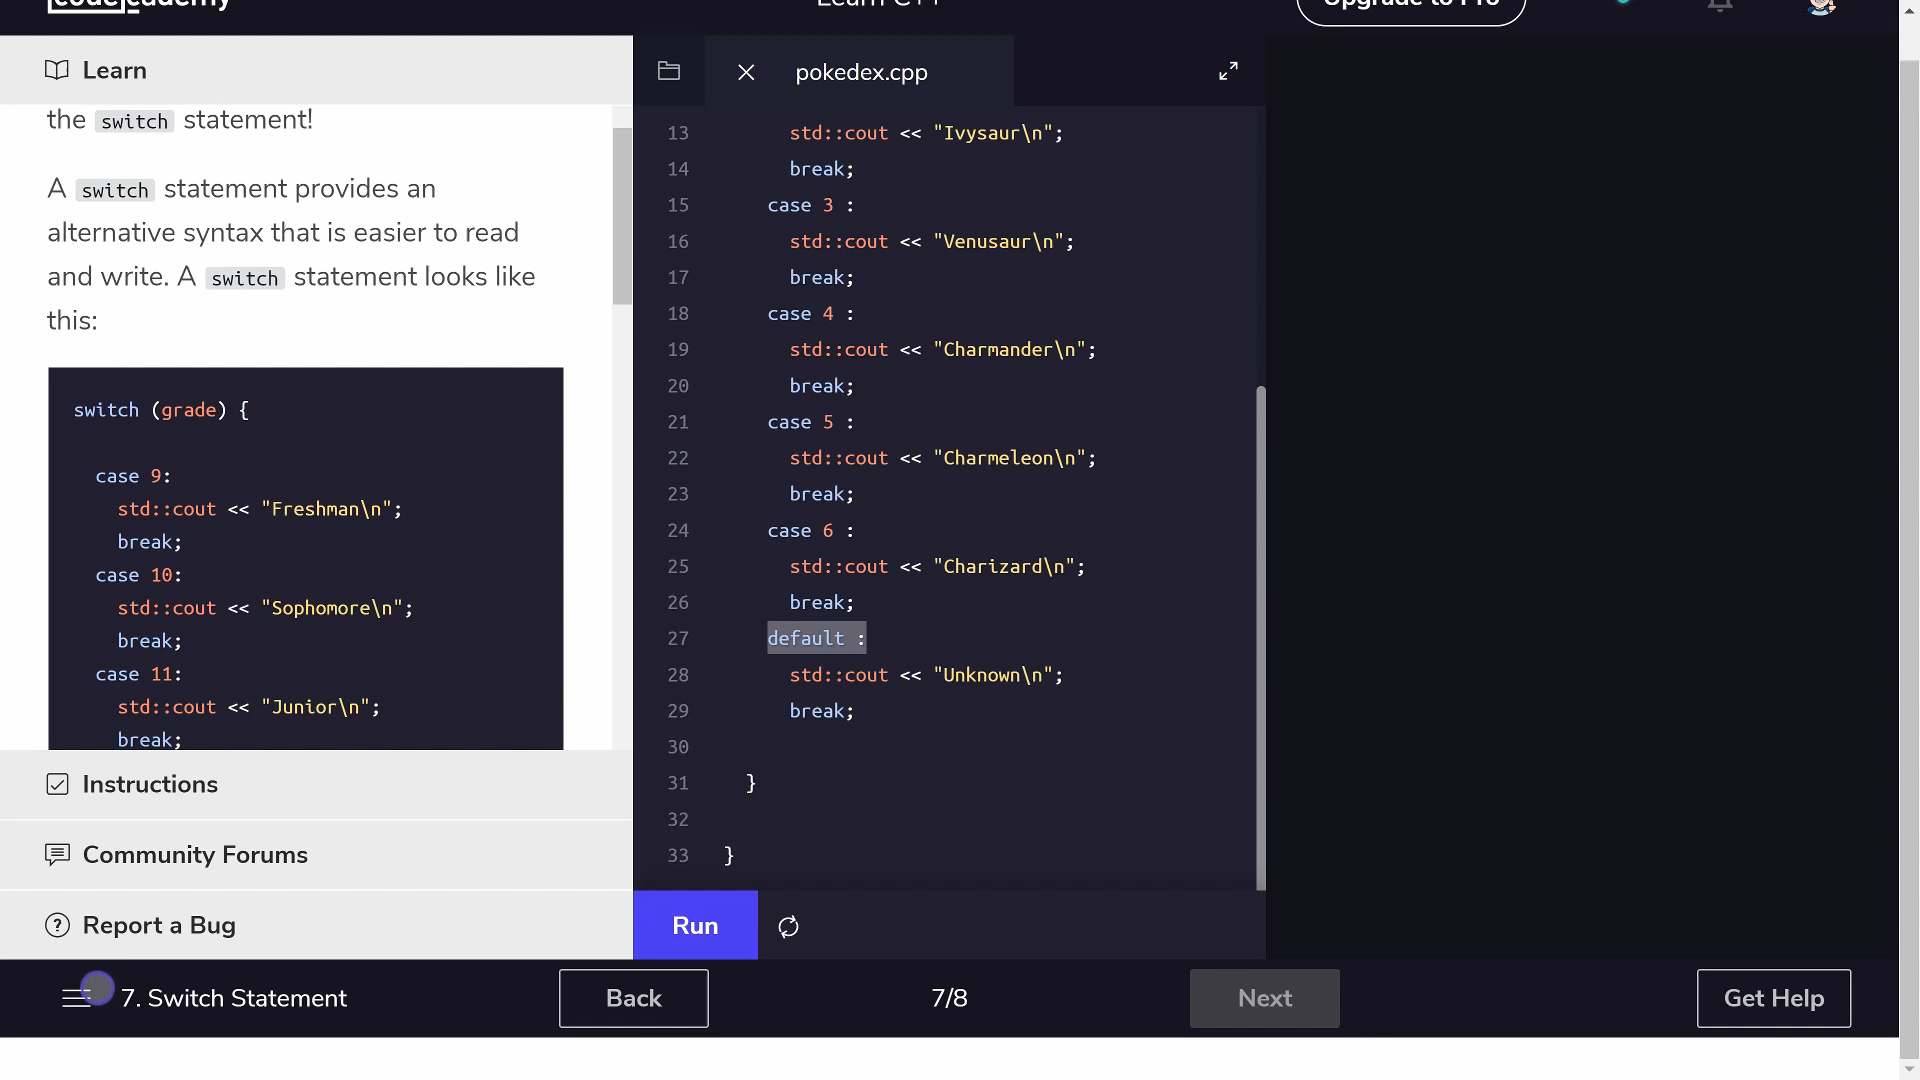 codecademy
Learn C++
Upgrade to Pro
Learn
the switch statement!
A switch statement provides an
alternative syntax that is easier to read
and write. A switch statement looks like
this:
switch (grade) {
case 9:
std::cout << "Freshman\n";
break;
case 10:
std::cout << "Sophomore\n";
break;
case 11:
std::cout << "Junior\n";
break;
Instructions
Community Forums
Report a Bug
pokedex.cpp
13 std::cout << "Ivysaur\n";
14 break;
15 case 3 :
16 std::cout << "Venusaur\n";
17 break;
18 case 4 :
19 std::cout << "Charmander\n";
20 break;
21 case 5 :
22 std::cout << "Charmeleon\n";
23 break;
24 case 6 :
25 std::cout << "Charizard\n";
26 break;
27 default :
28 std::cout << "Unknown\n";
29 break;
30
31 }
32
33 }
Run
7. Switch Statement
Back
7/8
Next
Get Help